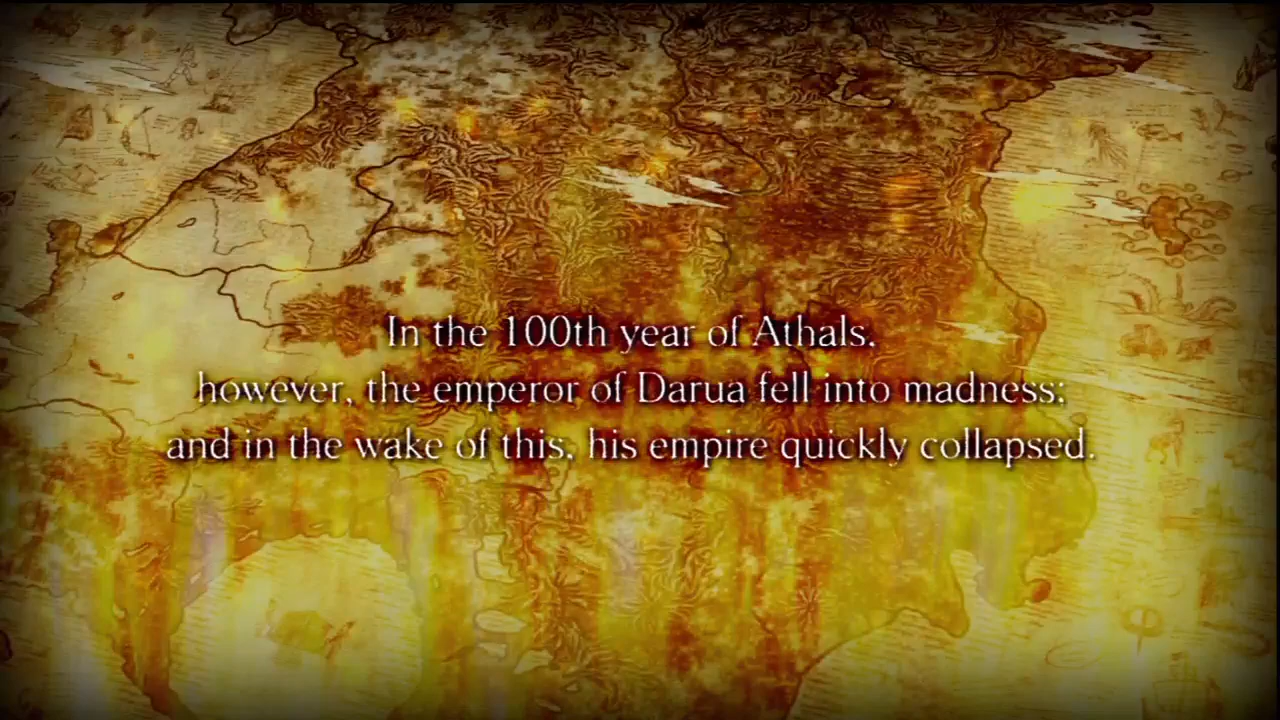 In the 100th year of Athals,
however, the emperor of Darua fell into madness;
and in the wake of this, his empire quickly collapsed.